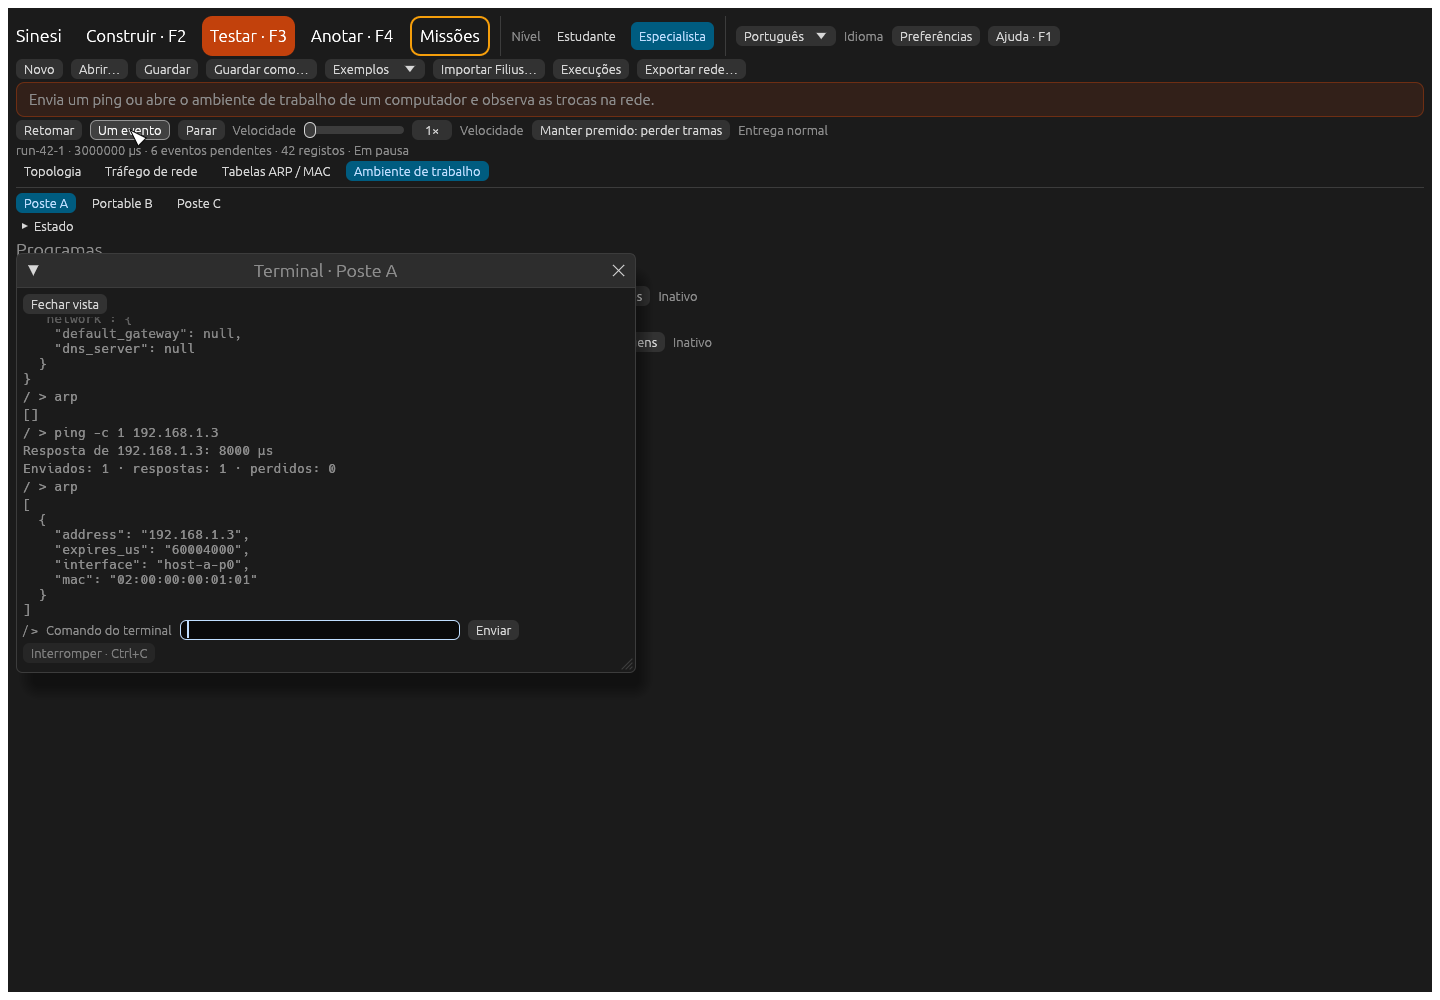 Sinesi Construir · F2 Testar · F3 Anotar · F4 Missões Nível Estudante Especialista Português Idioma Preferências Ajuda · F1
Novo Abrir… Guardar Guardar como… Exemplos Importar Filius… Execuções Exportar rede…
Envia um ping ou abre o ambiente de trabalho de um computador e observa as trocas na rede.
Retomar Um evento Parar Velocidade 1× Velocidade Manter premido: perder tramas Entrega normal
run-42-1 · 3000000 µs · 6 eventos pendentes · 42 registos · Em pausa
Topologia Tráfego de rede Tabelas ARP / MAC Ambiente de trabalho
Poste A Portable B Poste C
Estado
Programas
Terminal · Poste A
s Inativo
Fechar vista
"network": {
"default_gateway": null,
"dns_server": null
ens Inativo
}
}
/ > arp
[]
/ > ping -c 1 192.168.1.3
Resposta de 192.168.1.3: 8000 µs
Enviados: 1 · respostas: 1 · perdidos: 0
/ > arp
[
{
"address": "192.168.1.3",
"expires_us": "60004000",
"interface": "host-a-p0",
"mac": "02:00:00:00:01:01"
}
]
/ > Comando do terminal Enviar
Interromper · Ctrl+C